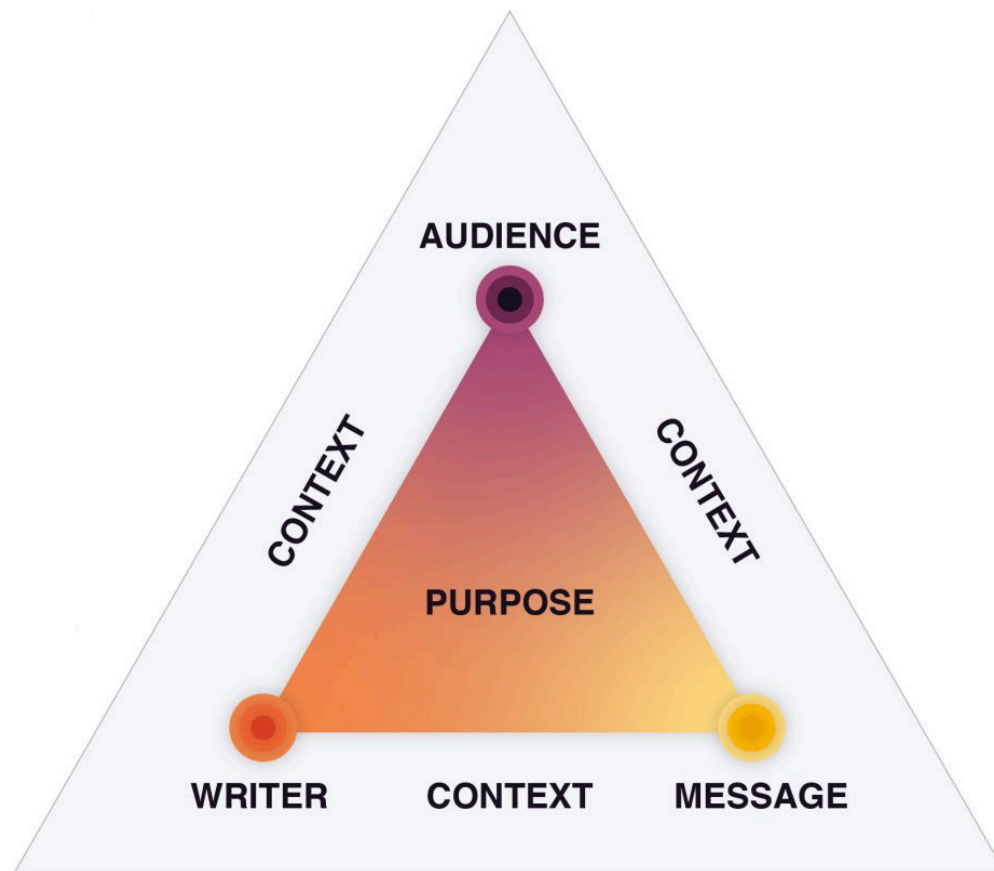 AUDIENCE
CONTEXT
CONTEXT
PURPOSE
WRITER
CONTEXT
MESSAGE